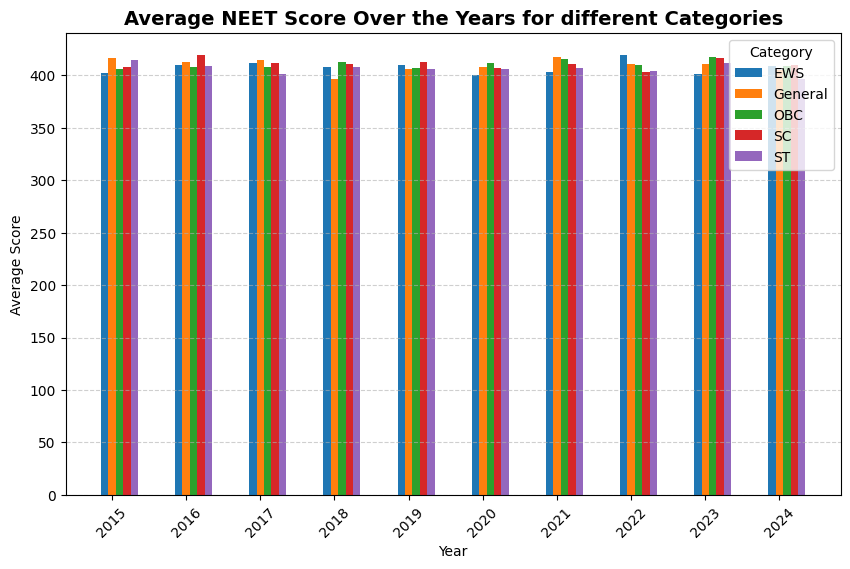 Average NEET Score Over the Years for different Categories
Category
EWS
General
OBC
SC
ST
Average Score
400
350
300
250
200
150
100
50
0
2015
2016
2017
2018
2019
2020
2021
2022
2023
2024
Year